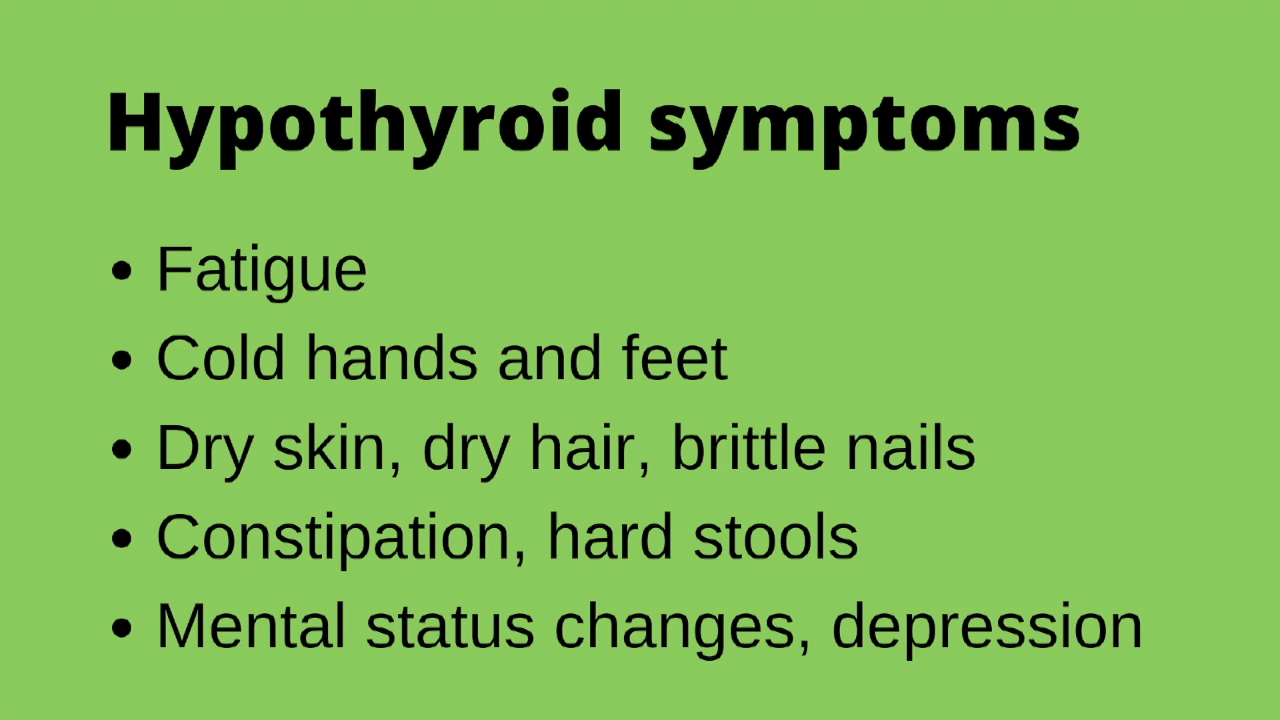 Hypothyroid symptoms
• Fatigue
• Cold hands and feet
• Dry skin, dry hair, brittle nails
• Constipation, hard stools
• Mental status changes, depression